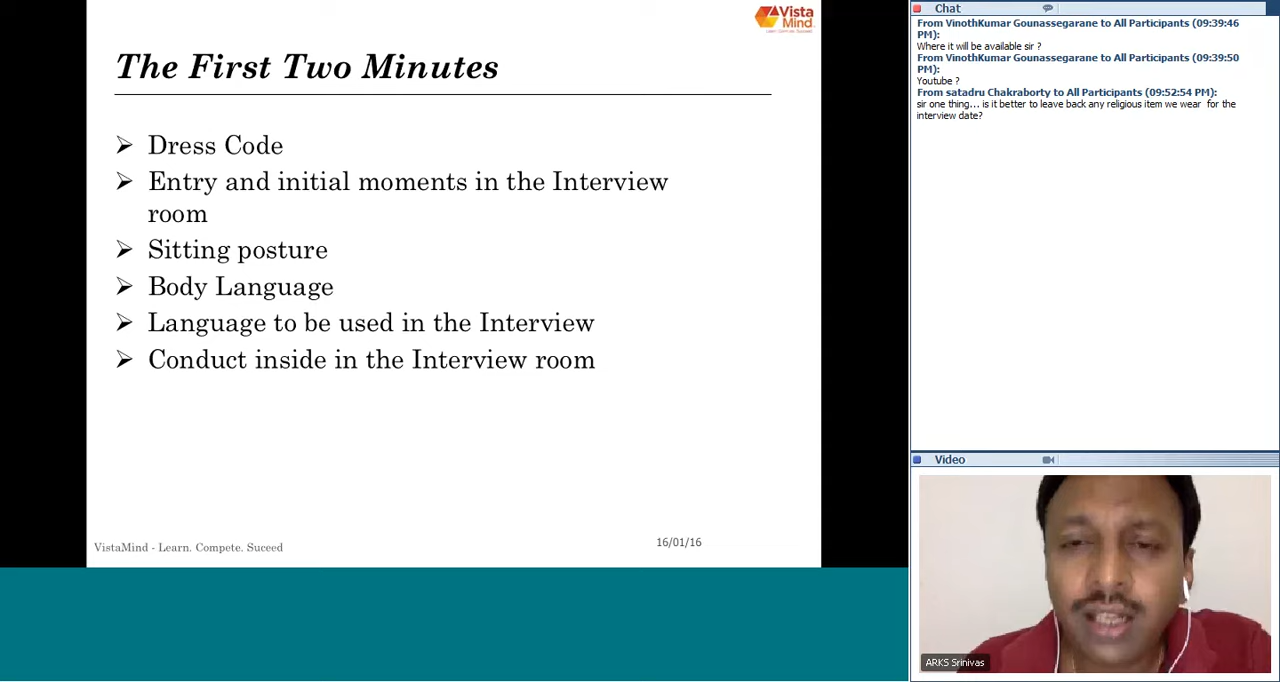 Vista
Mind
The First Two Minutes
Dress Code
Entry and initial moments in the Interview
room
Sitting posture
Body Language
Language to be used in the Interview
Conduct inside in the Interview room
VistaMind - Learn. Compete. Suceed
16/01/16
Chat
From VinothKumar Gounassegarane to All Participants (09:39:46
PM):
Where it will be available sir ?
From VinothKumar Gounassegarane to All Participants (09:39:50
PM):
Youtube ?
From satadru Chakraborty to All Participants (09:52:54 PM):
sir one thing... is it better to leave back any religious item we wear for the
interview date?
Video
ARKS Srinivas